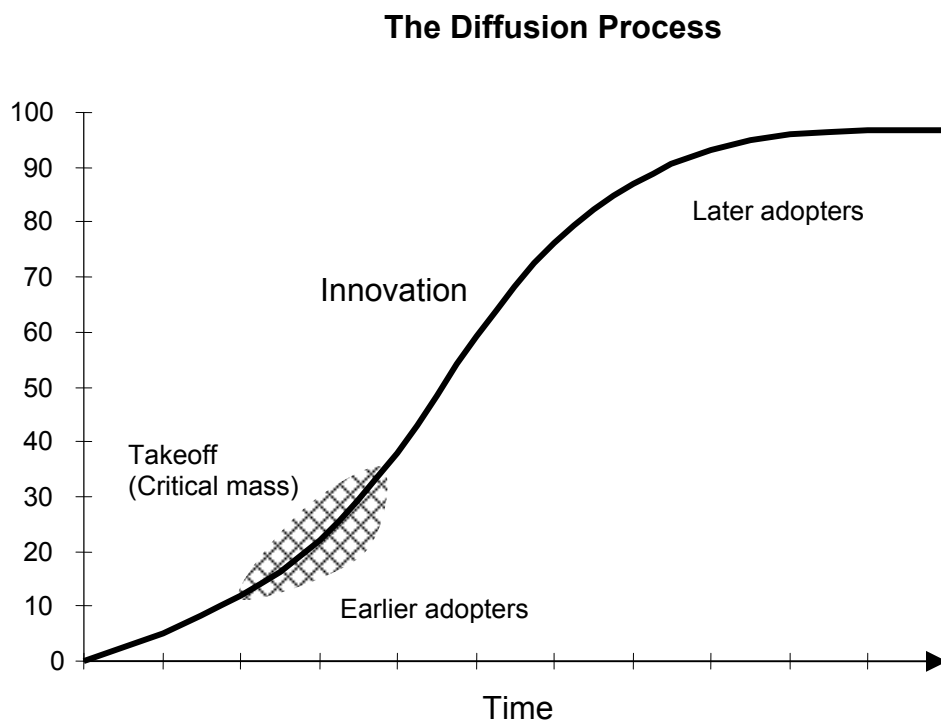 The Diffusion Process
100
90
80
70
60
50
40
30
20
10
0
Later adopters
Innovation
Takeoff
(Critical mass)
Earlier adopters
Time